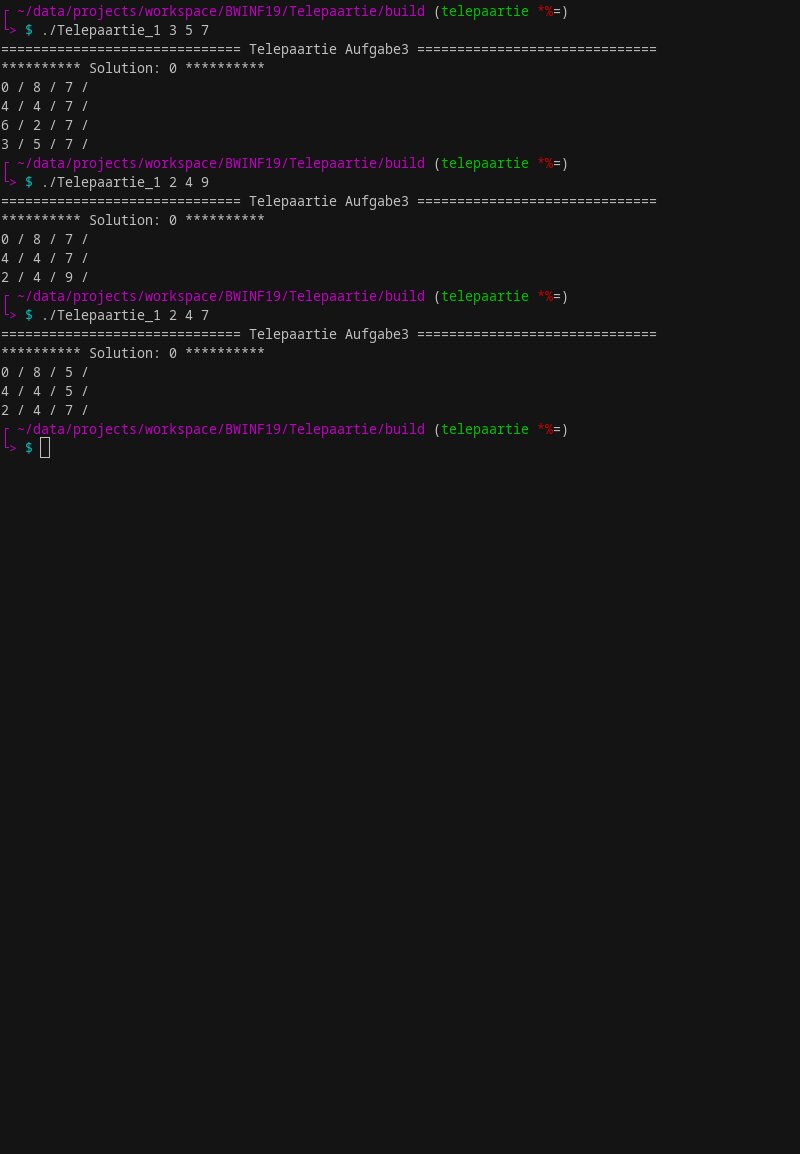 ┌ ~/data/projects/workspace/BWINF19/Telepaartie/build (telepaartie *%=)
└> $ ./Telepaartie_1 3 5 7
============================== Telepaartie Aufgabe3 ==============================
********** Solution: 0 **********
0 / 8 / 7 /
4 / 4 / 7 /
6 / 2 / 7 /
3 / 5 / 7 /
┌ ~/data/projects/workspace/BWINF19/Telepaartie/build (telepaartie *%=)
└> $ ./Telepaartie_1 2 4 9
============================== Telepaartie Aufgabe3 ==============================
********** Solution: 0 **********
0 / 8 / 7 /
4 / 4 / 7 /
2 / 4 / 9 /
┌ ~/data/projects/workspace/BWINF19/Telepaartie/build (telepaartie *%=)
└> $ ./Telepaartie_1 2 4 7
============================== Telepaartie Aufgabe3 ==============================
********** Solution: 0 **********
0 / 8 / 5 /
4 / 4 / 5 /
2 / 4 / 7 /
┌ ~/data/projects/workspace/BWINF19/Telepaartie/build (telepaartie *%=)
└> $